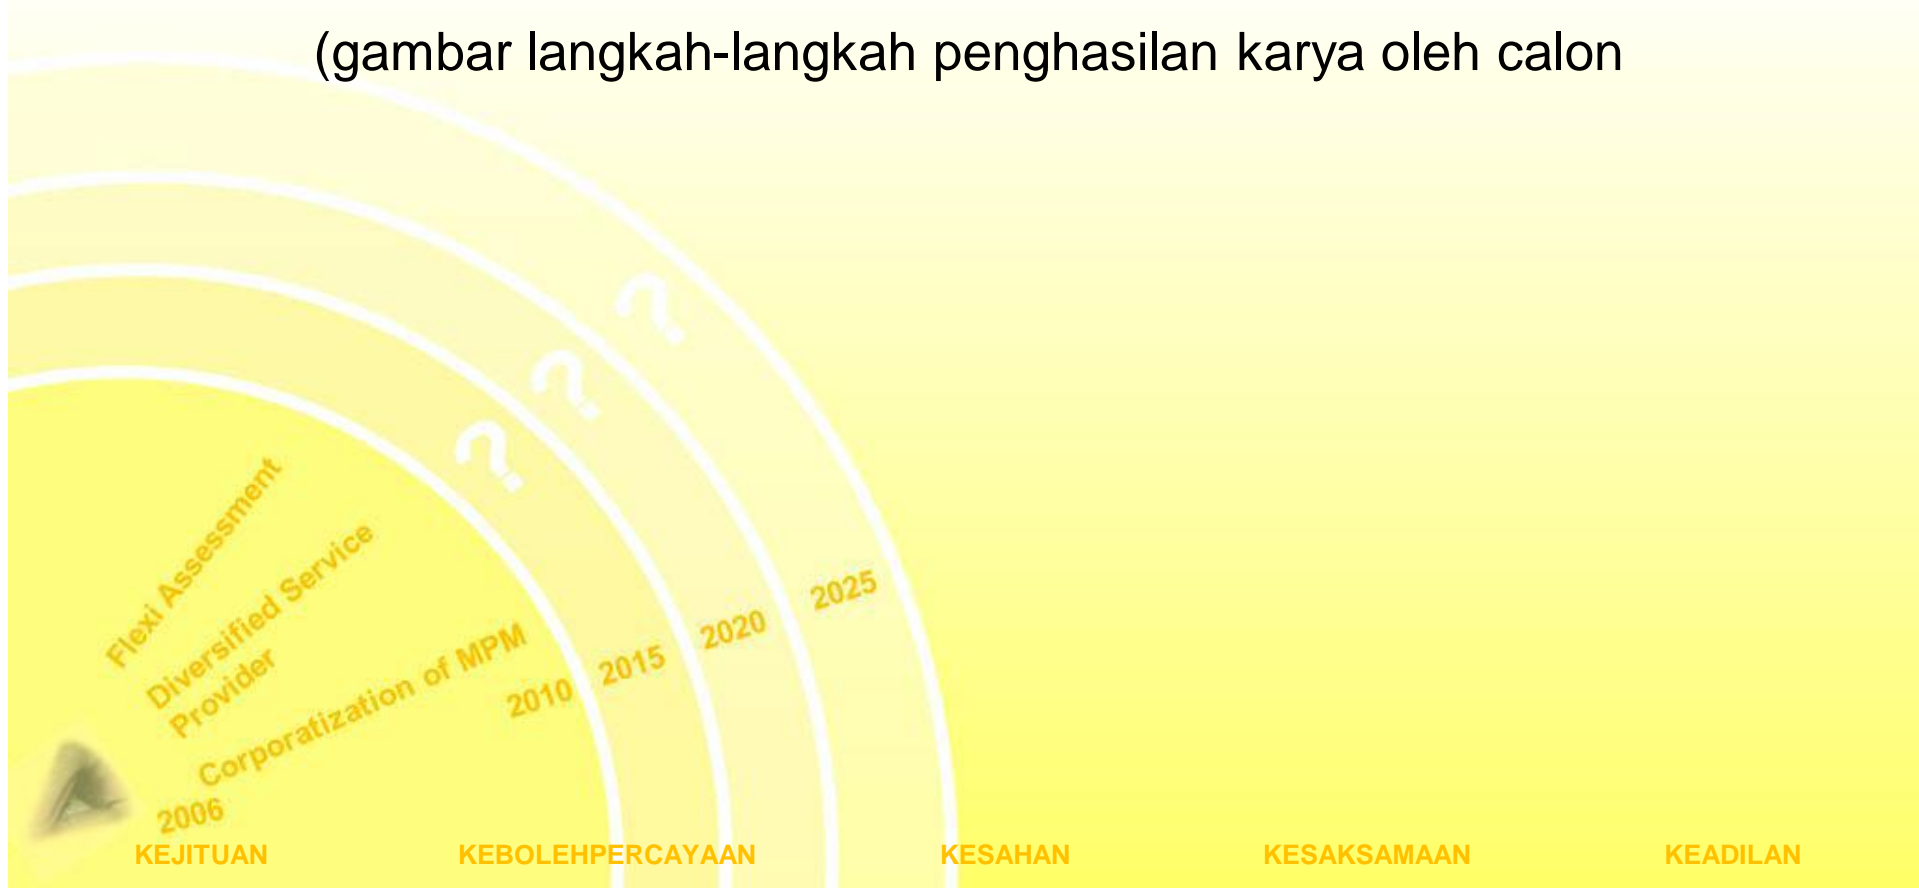 (gambar langkah-langkah penghasilan karya oleh calon
?
?
?
Flexi Assessment
Diversified Service
Provider
Corporatization of MPM
2006
2010
2015
2020
2025
KEJITUAN KEBOLEHPERCAYAAN KESAHAN KESAKSAMAAN KEADILAN